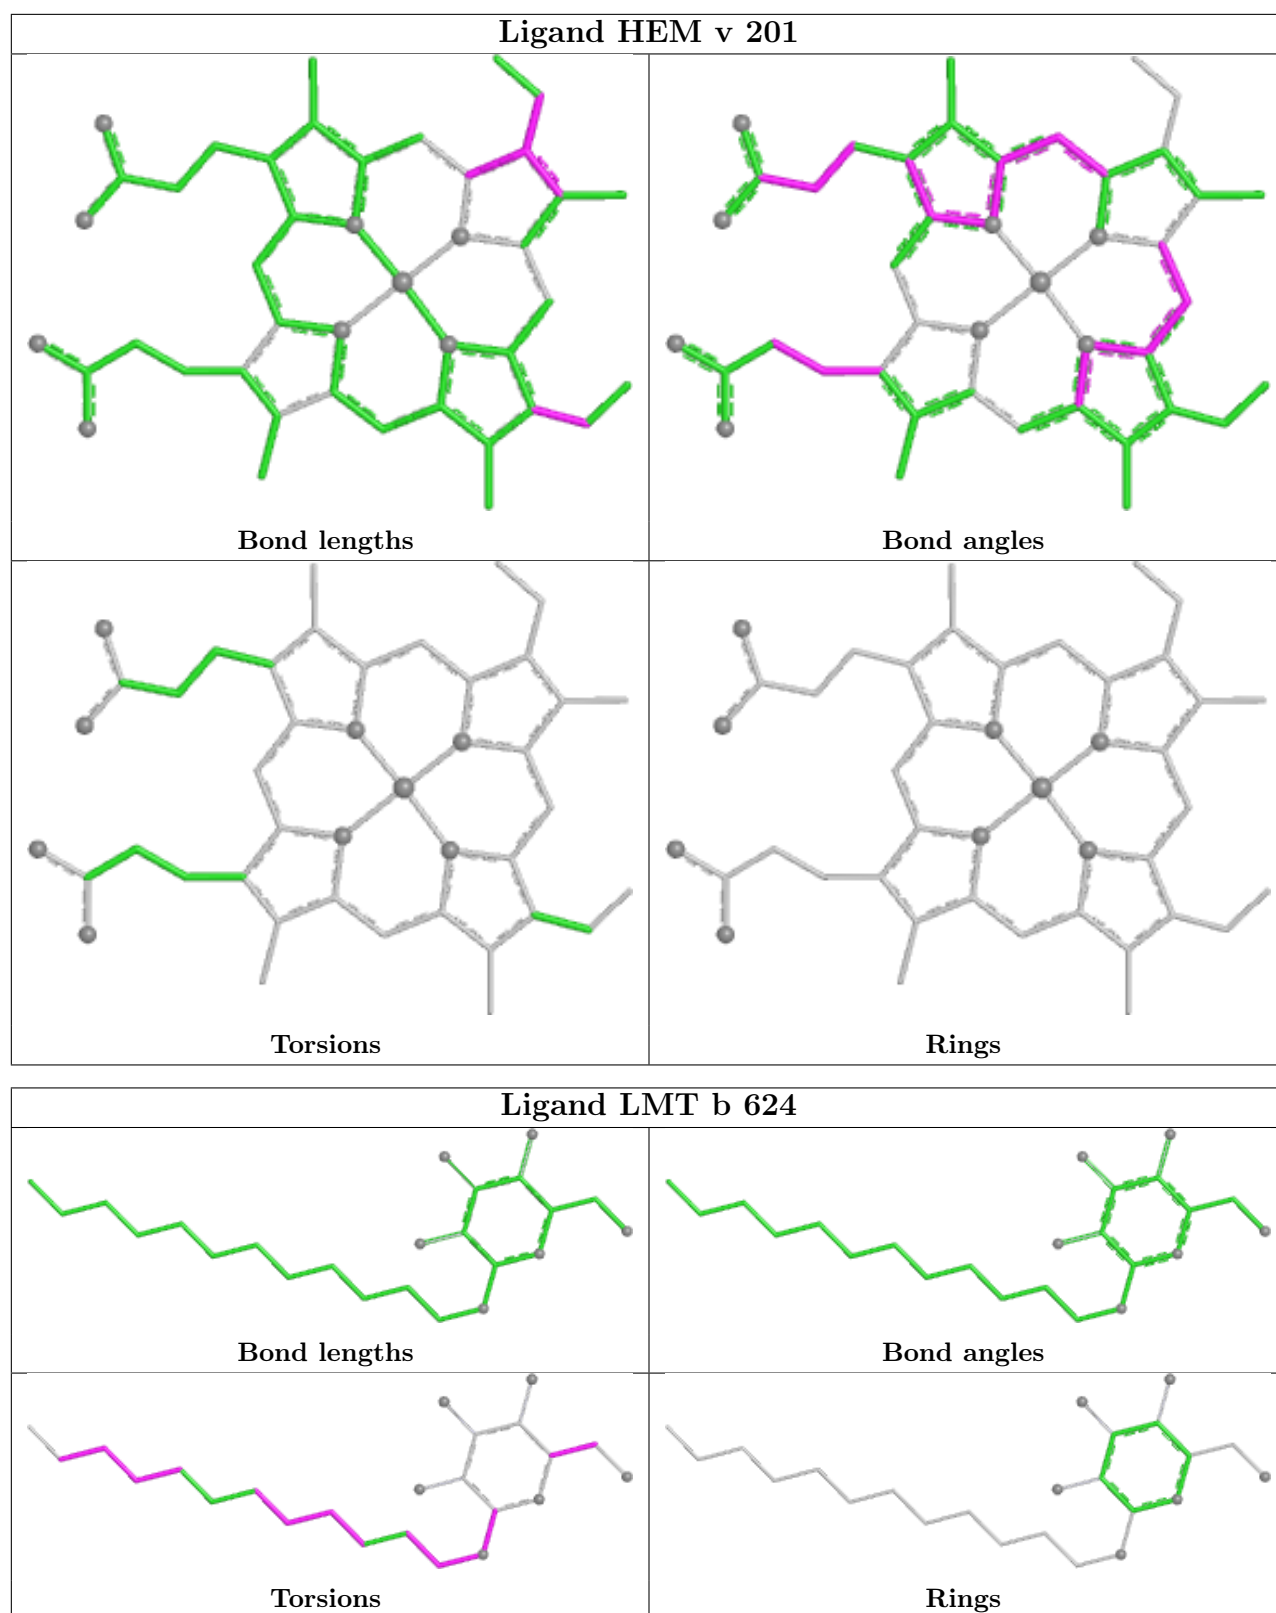 Ligand HEM v 201
Bond lengths
Bond angles
Torsions
Rings
Ligand LMT b 624
Bond lengths
Bond angles
Torsions
Rings